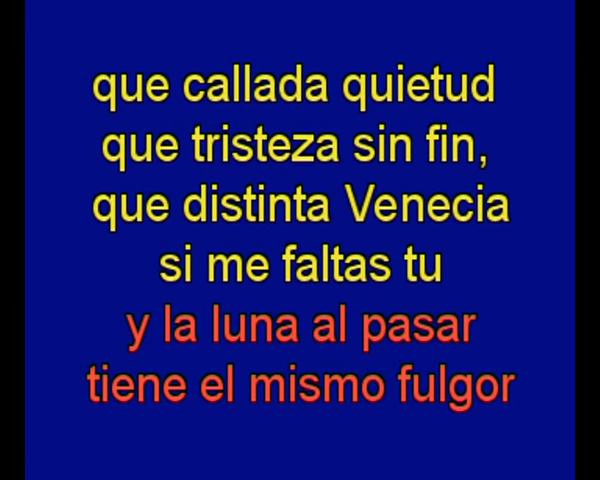 que callada quietud
que tristeza sin fin,
que distinta Venecia
si me faltas tu
y la luna al pasar
tiene el mismo fulgor